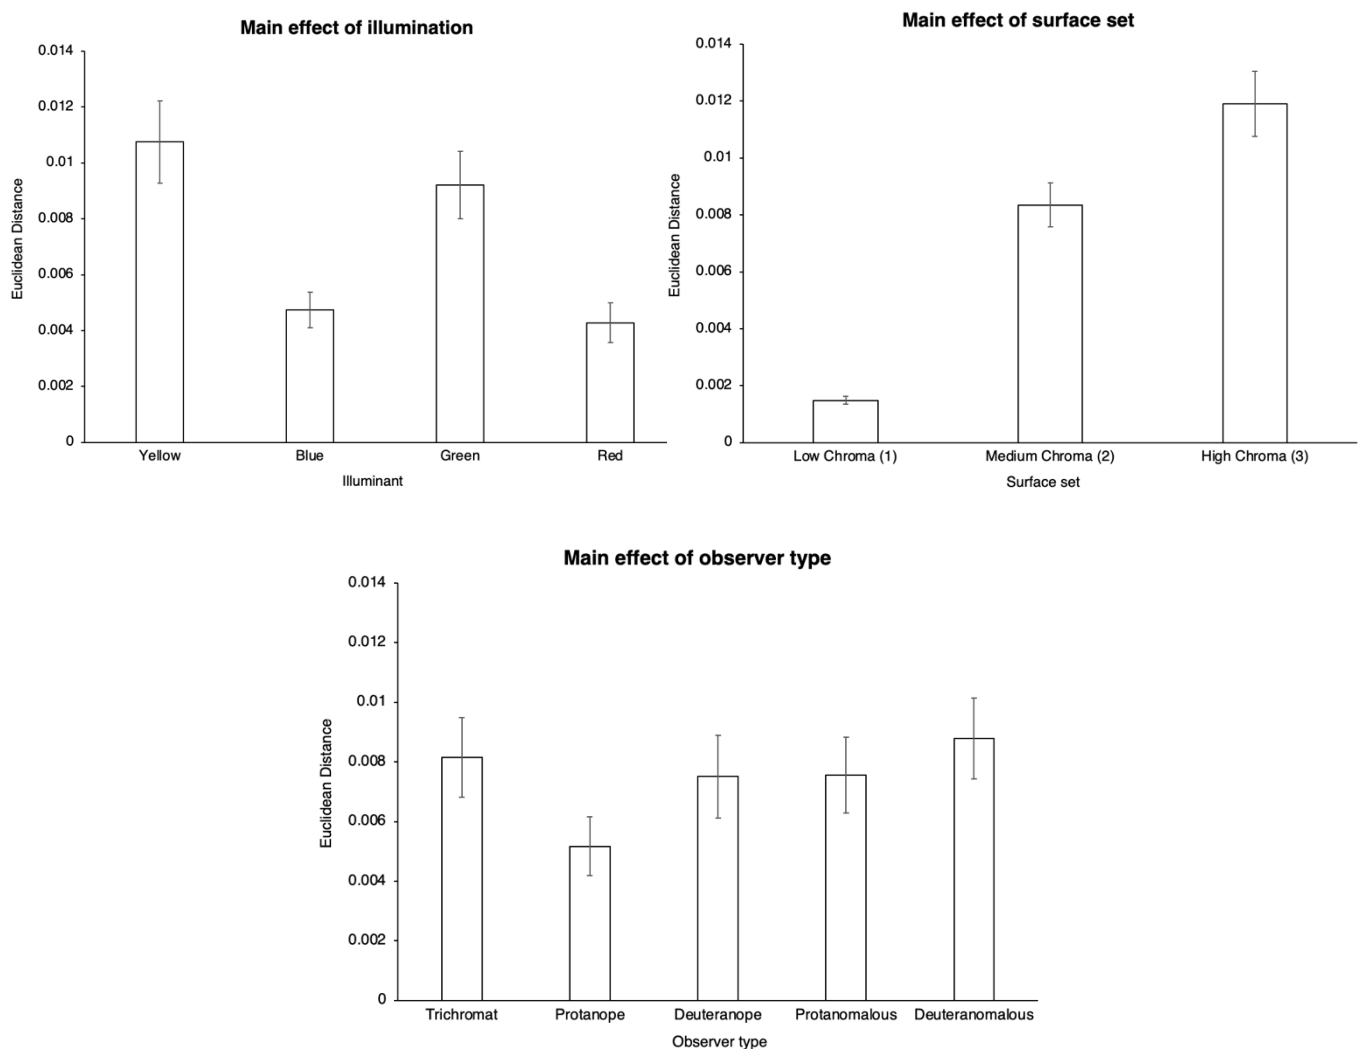 Main effect of illumination
0.014
0.012
0.01
0.008
0.006
0.004
0.002
0
Euclidean Distance
Yellow Blue Green Red
Illuminant
Main effect of surface set
0.014
0.012
0.01
0.008
0.006
0.004
0.002
0
Euclidean Distance
Low Chroma (1) Medium Chroma (2) High Chroma (3)
Surface set
Main effect of observer type
0.014
0.012
0.01
0.008
0.006
0.004
0.002
0
Euclidean Distance
Trichromat Protanope Deuteranope Protanomalous Deuteranomalous
Observer type